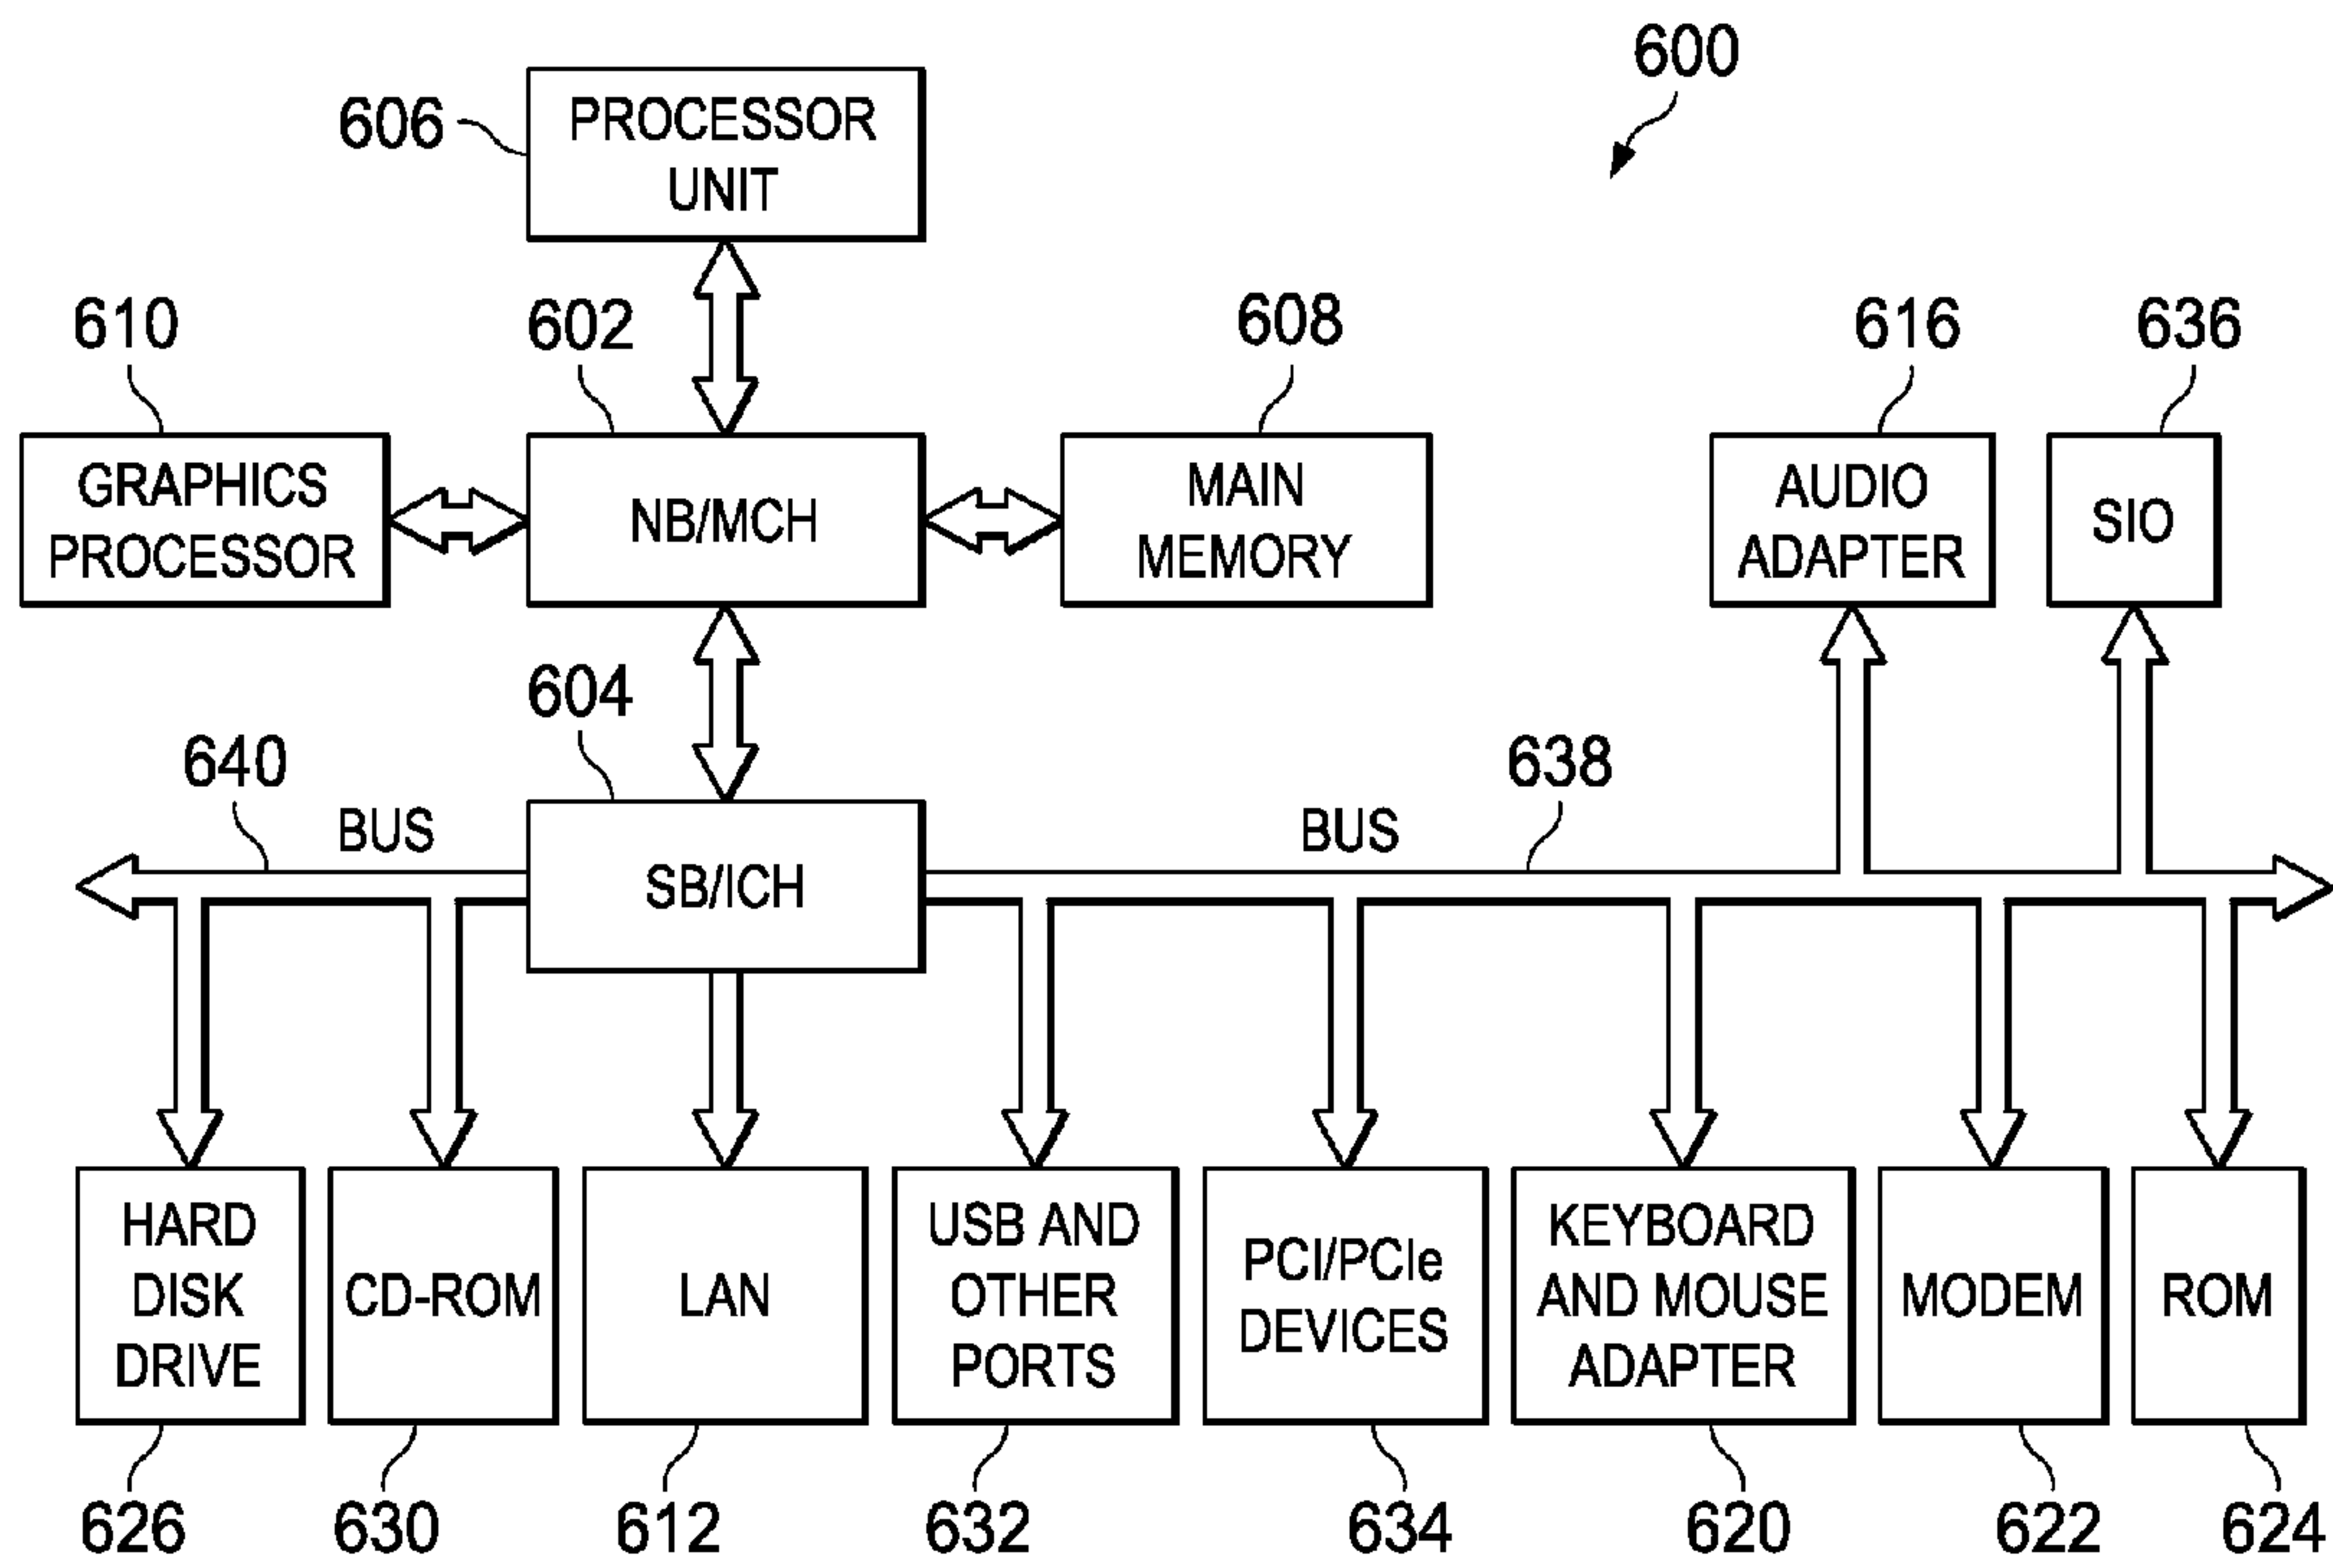 600
606
PROCESSOR
UNIT
610
602
608
616
636
GRAPHICS
PROCESSOR
NB/MCH
MAIN
MEMORY
AUDIO
ADAPTER
SIO
604
640
638
BUS
BUS
SB/ICH
HARD
DISK
DRIVE
CD-ROM
LAN
USB AND
OTHER
PORTS
PCI/PCIe
DEVICES
KEYBOARD
AND MOUSE
ADAPTER
MODEM
ROM
626
630
612
632
634
620
622
624